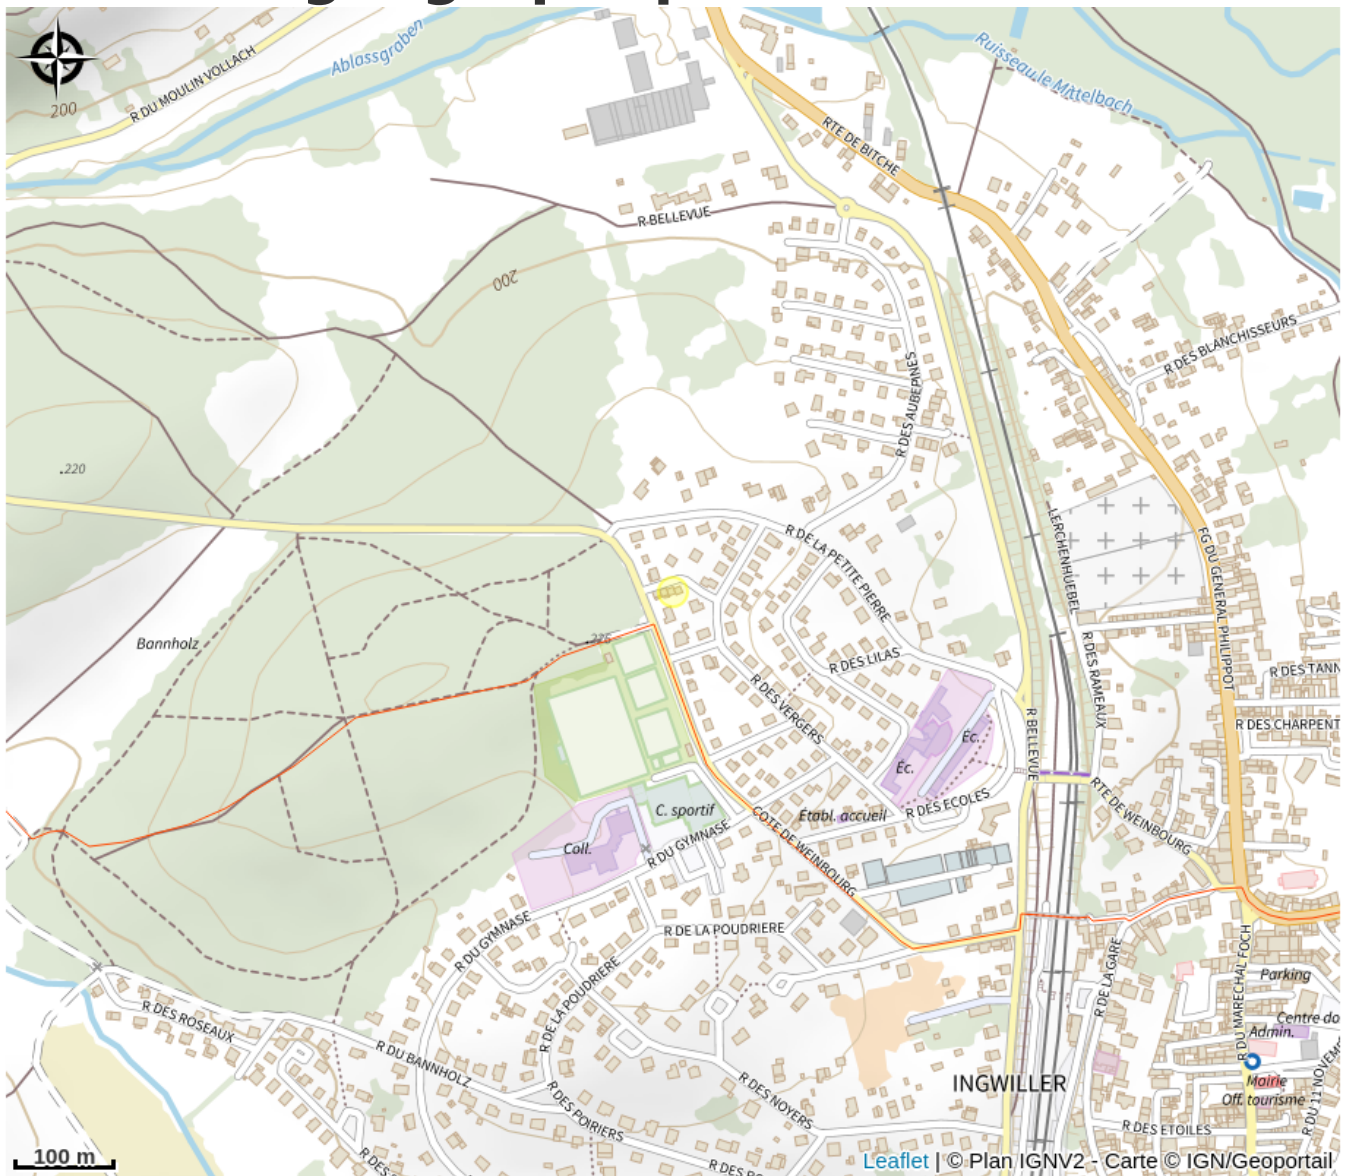 R DU MOULIN VOLLACH
Ablassgraben
Ruisseau le Mittelbach
200
RTE DE BITCHE
R BELLEVUE
200
R DES BLANCHISSEURS
R DES AUBEPINES
.220
LERCHENHUEBEL
FG DU GENERAL PHILIPPOT
R DE LA PETITE PIERRE
Bannholz
.226
R DES LILAS
R DES RAMEAUX
R DES TANN
R DES VERGERS
R BELLEVUE
R DES CHARPENT
Éc.
Éc.
C. sportif
COTE DE WEINBOURG
Établ. accueil
R DES ECOLES
RTE DE WEINBOURG
Coll.
R DU GYMNASE
R DU GYMNASE
R DE LA POUDRIERE
R DE LA POUDRIERE
R DE LA GARE
R DU MARECHAL FOCH
Parking
Centre do
Admin.
R DES ROSEAUX
R DU BANNHOLZ
R DES NOYERS
INGWILLER
Mairie
Off. tourisme
R DU 11 NOVEM
R DES POIRIERS
R DES ETOILES
100 m
Leaflet | © Plan IGNV2 - Carte © IGN/Geoportail